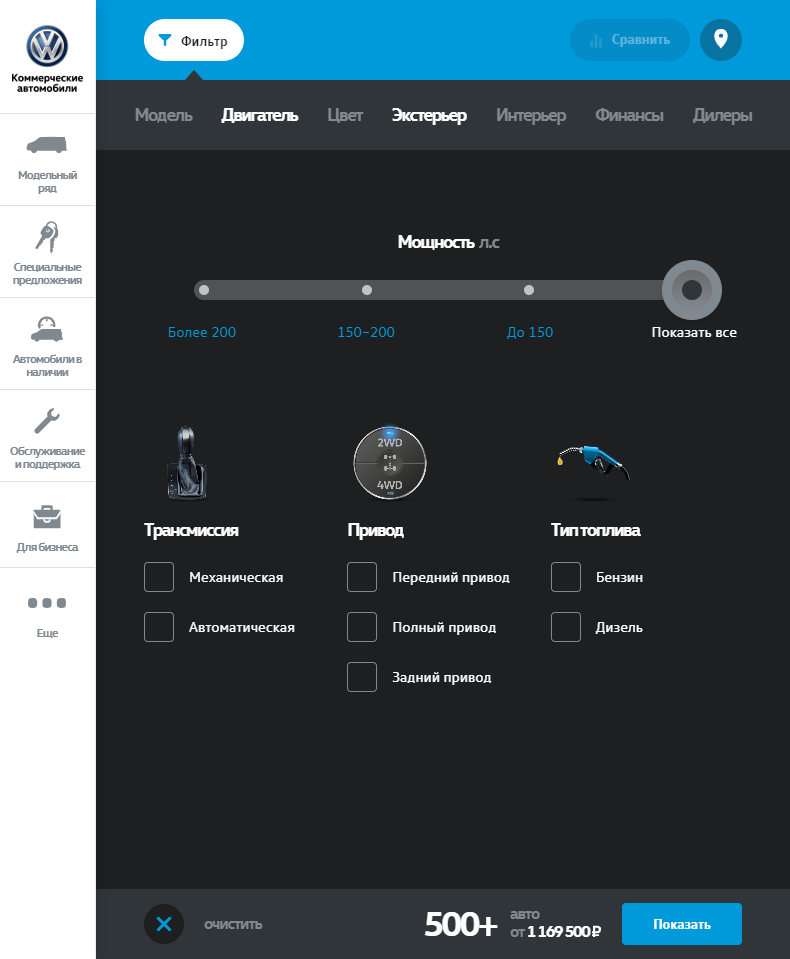 Коммерческие
автомобили
Модельный
ряд
Специальные
предложения
Автомобили в
наличии
Обслуживание
и поддержка
Для бизнеса
Еще
Фильтр
Сравнить
Модель Двигатель Цвет Экстерьер Интерьер Финансы Дилеры
Мощность л.с
Более 200 150–200 До 150 Показать все
2WD
4WD
Трансмиссия
Механическая
Автоматическая
Привод
Передний привод
Полный привод
Задний привод
Тип топлива
Бензин
Дизель
очистить
500+
авто
от 1 169 500 ₽
Показать